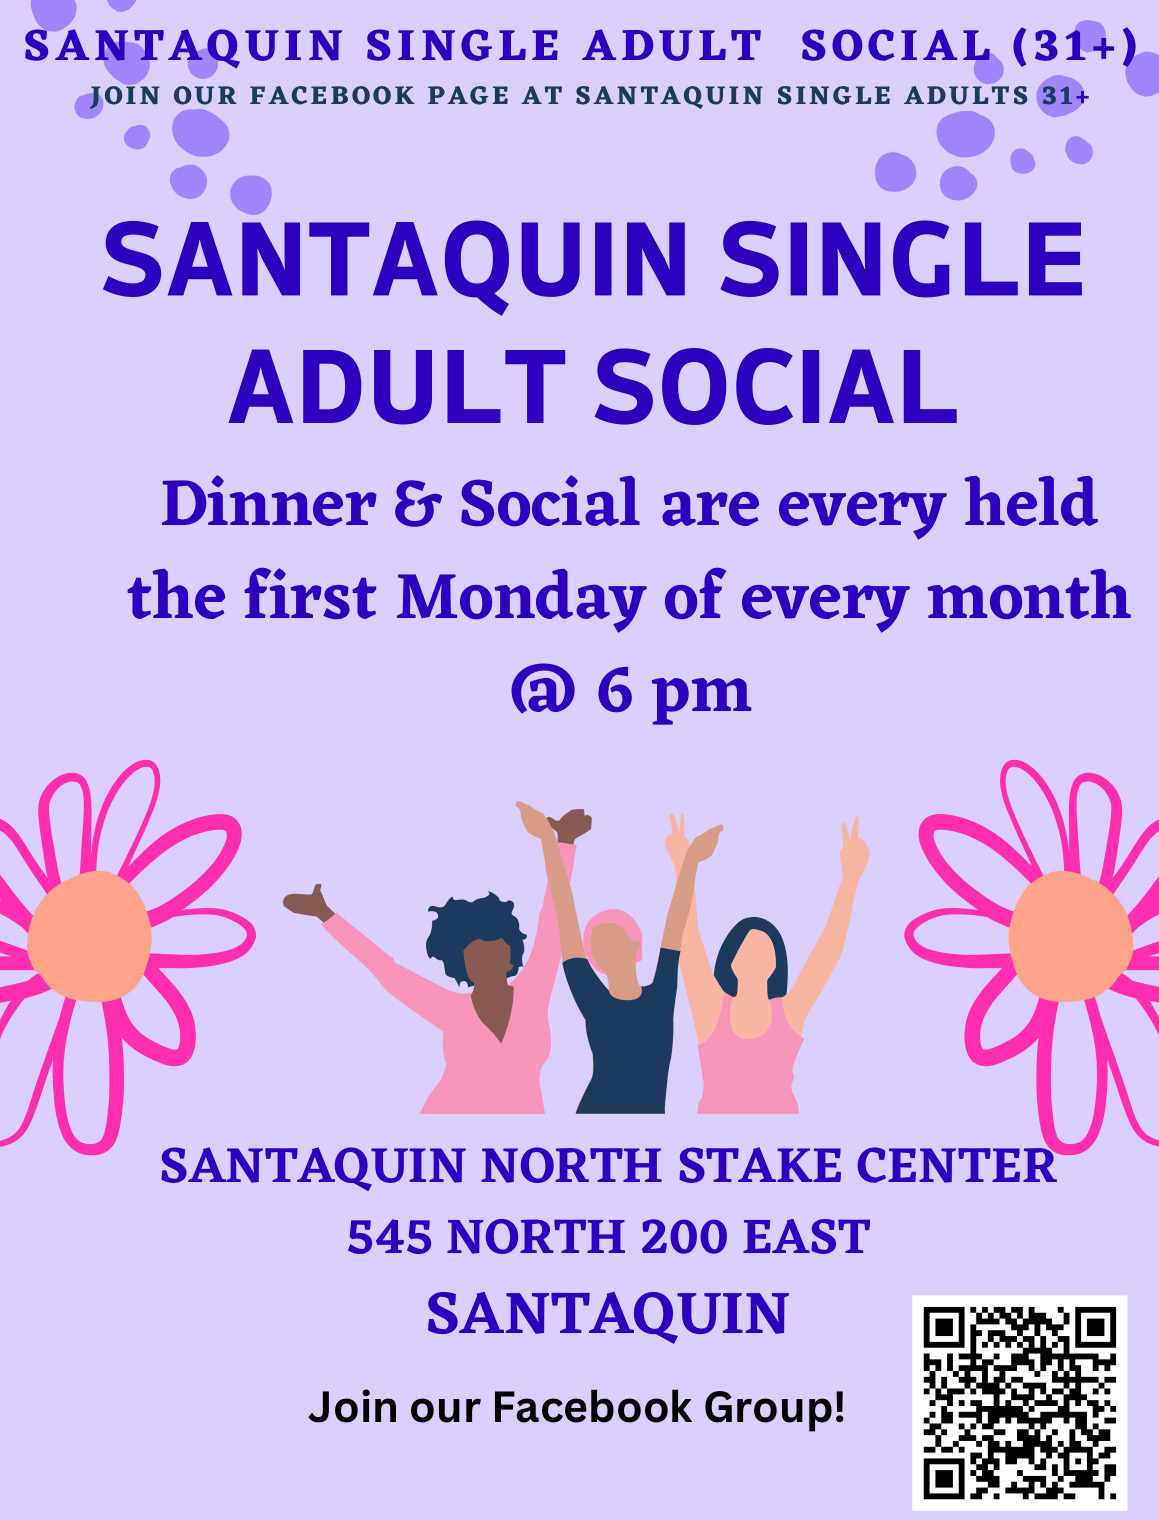 SANTAQUIN SINGLE ADULT SOCIAL (31+)
JOIN OUR FACEBOOK PAGE AT SANTAQUIN SINGLE ADULTS 31+
SANTAQUIN SINGLE
ADULT SOCIAL
Dinner & Social are every held
the first Monday of every month
@ 6 pm
SANTAQUIN NORTH STAKE CENTER
545 NORTH 200 EAST
SANTAQUIN
Join our Facebook Group!